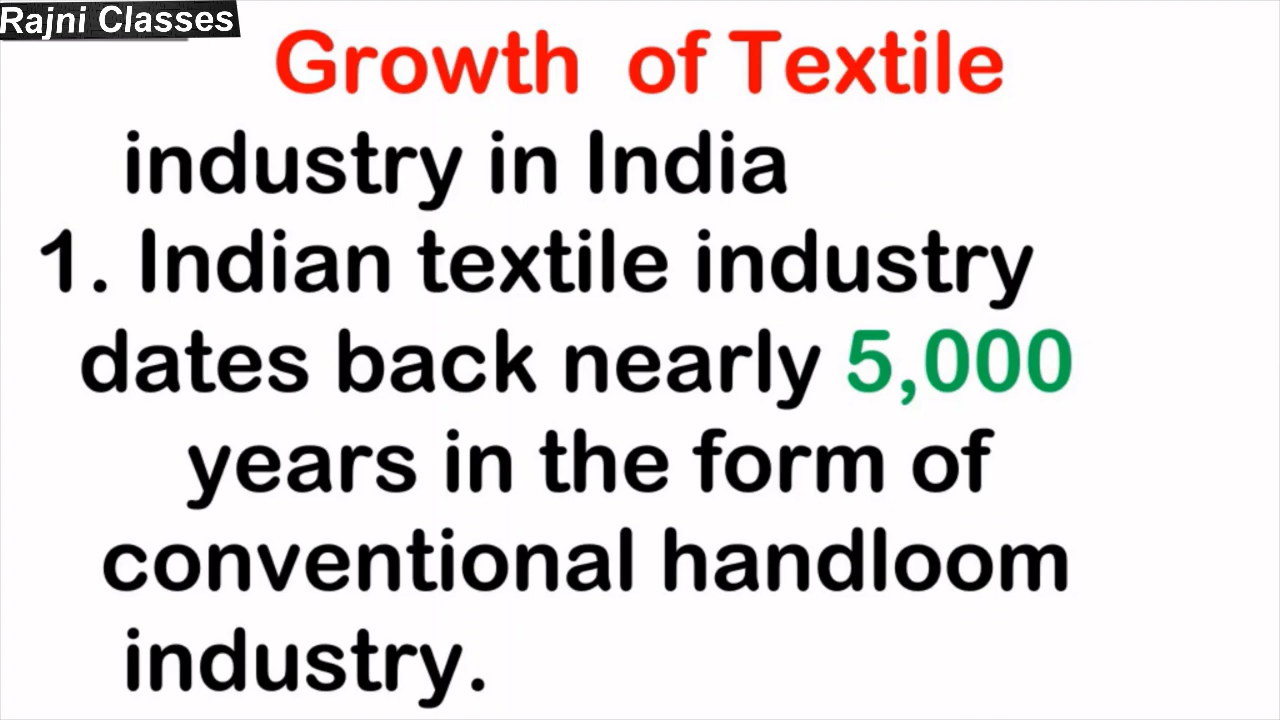 Rajni Classes
Growth of Textile
industry in India
1. Indian textile industry
dates back nearly 5,000
years in the form of
conventional handloom
industry.